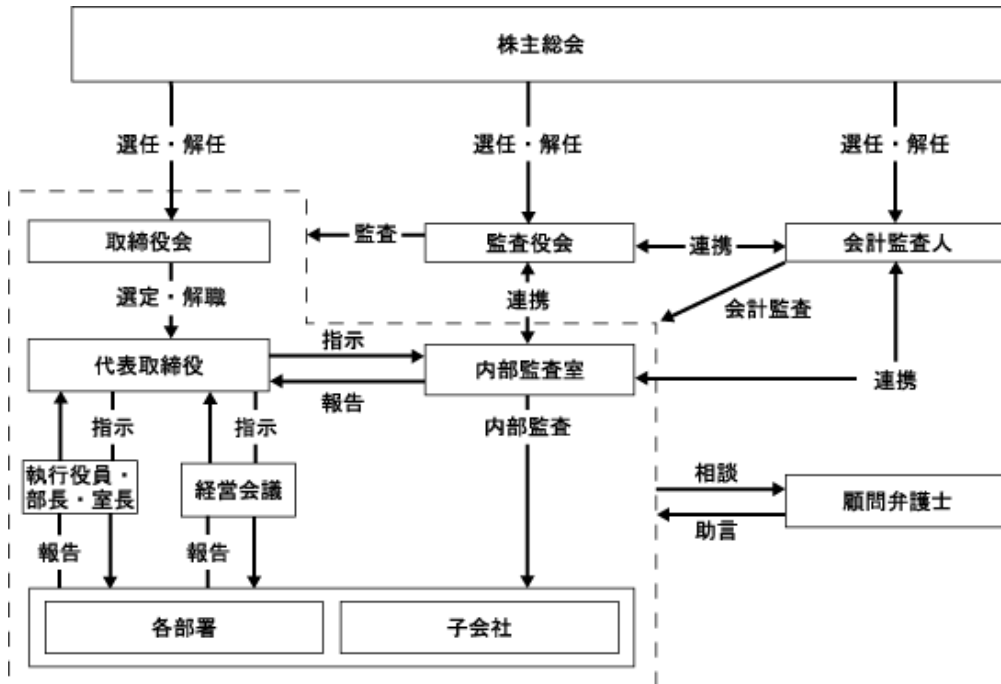 株主総会
選任・解任
選任・解任
選任・解任
取締役会
監査
監査役会
連携
会計監査人
選定・解職
連携
会計監査
指示
代表取締役
内部監査室
報告
連携
指示
指示
内部監査
執行役員・
部長・室長
経営会議
相談
顧問弁護士
助言
報告
報告
各部署
子会社